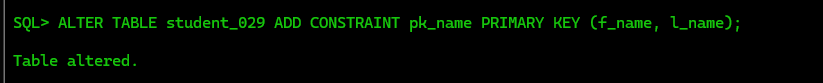 SQL> ALTER TABLE student_029 ADD CONSTRAINT pk_name PRIMARY KEY (f_name, l_name);
Table altered.